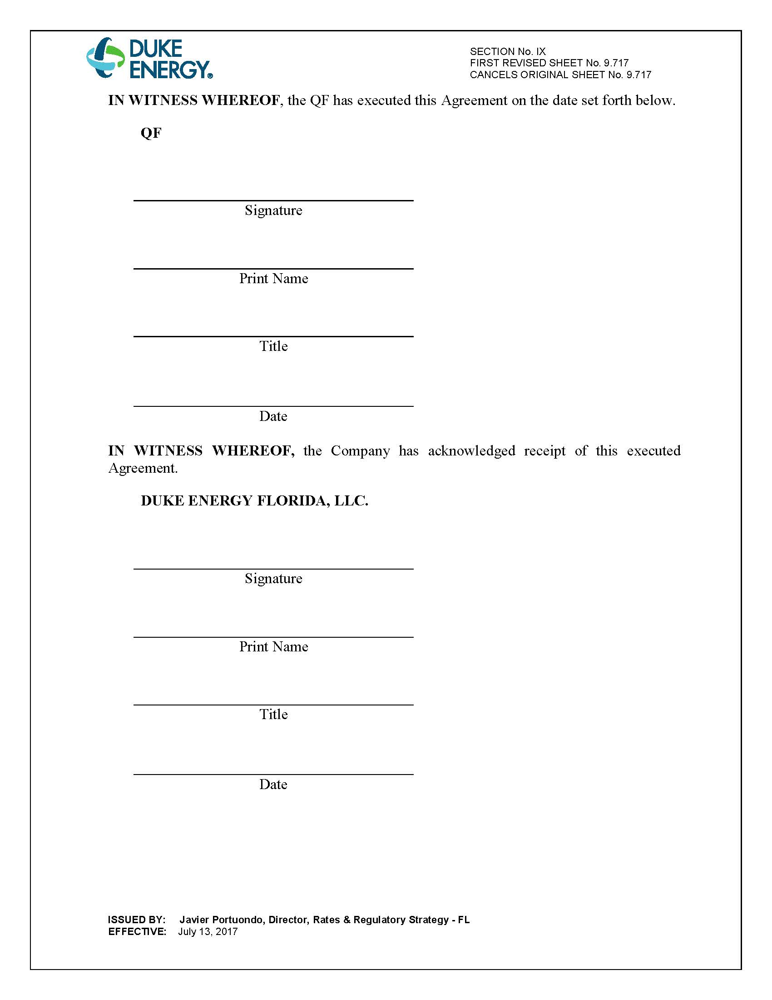 DUKE
ENERGY®
SECTION No. IX
FIRST REVISED SHEET No. 9.717
CANCELS ORIGINAL SHEET No. 9.717
IN WITNESS WHEREOF, the QF has executed this Agreement on the date set forth below.
QF
Signature
Print Name
Title
Date
IN WITNESS WHEREOF, the Company has acknowledged receipt of this executed
Agreement.
DUKE ENERGY FLORIDA, LLC.
Signature
Print Name
Title
Date
ISSUED BY: Javier Portuondo, Director, Rates & Regulatory Strategy - FL
EFFECTIVE: July 13, 2017